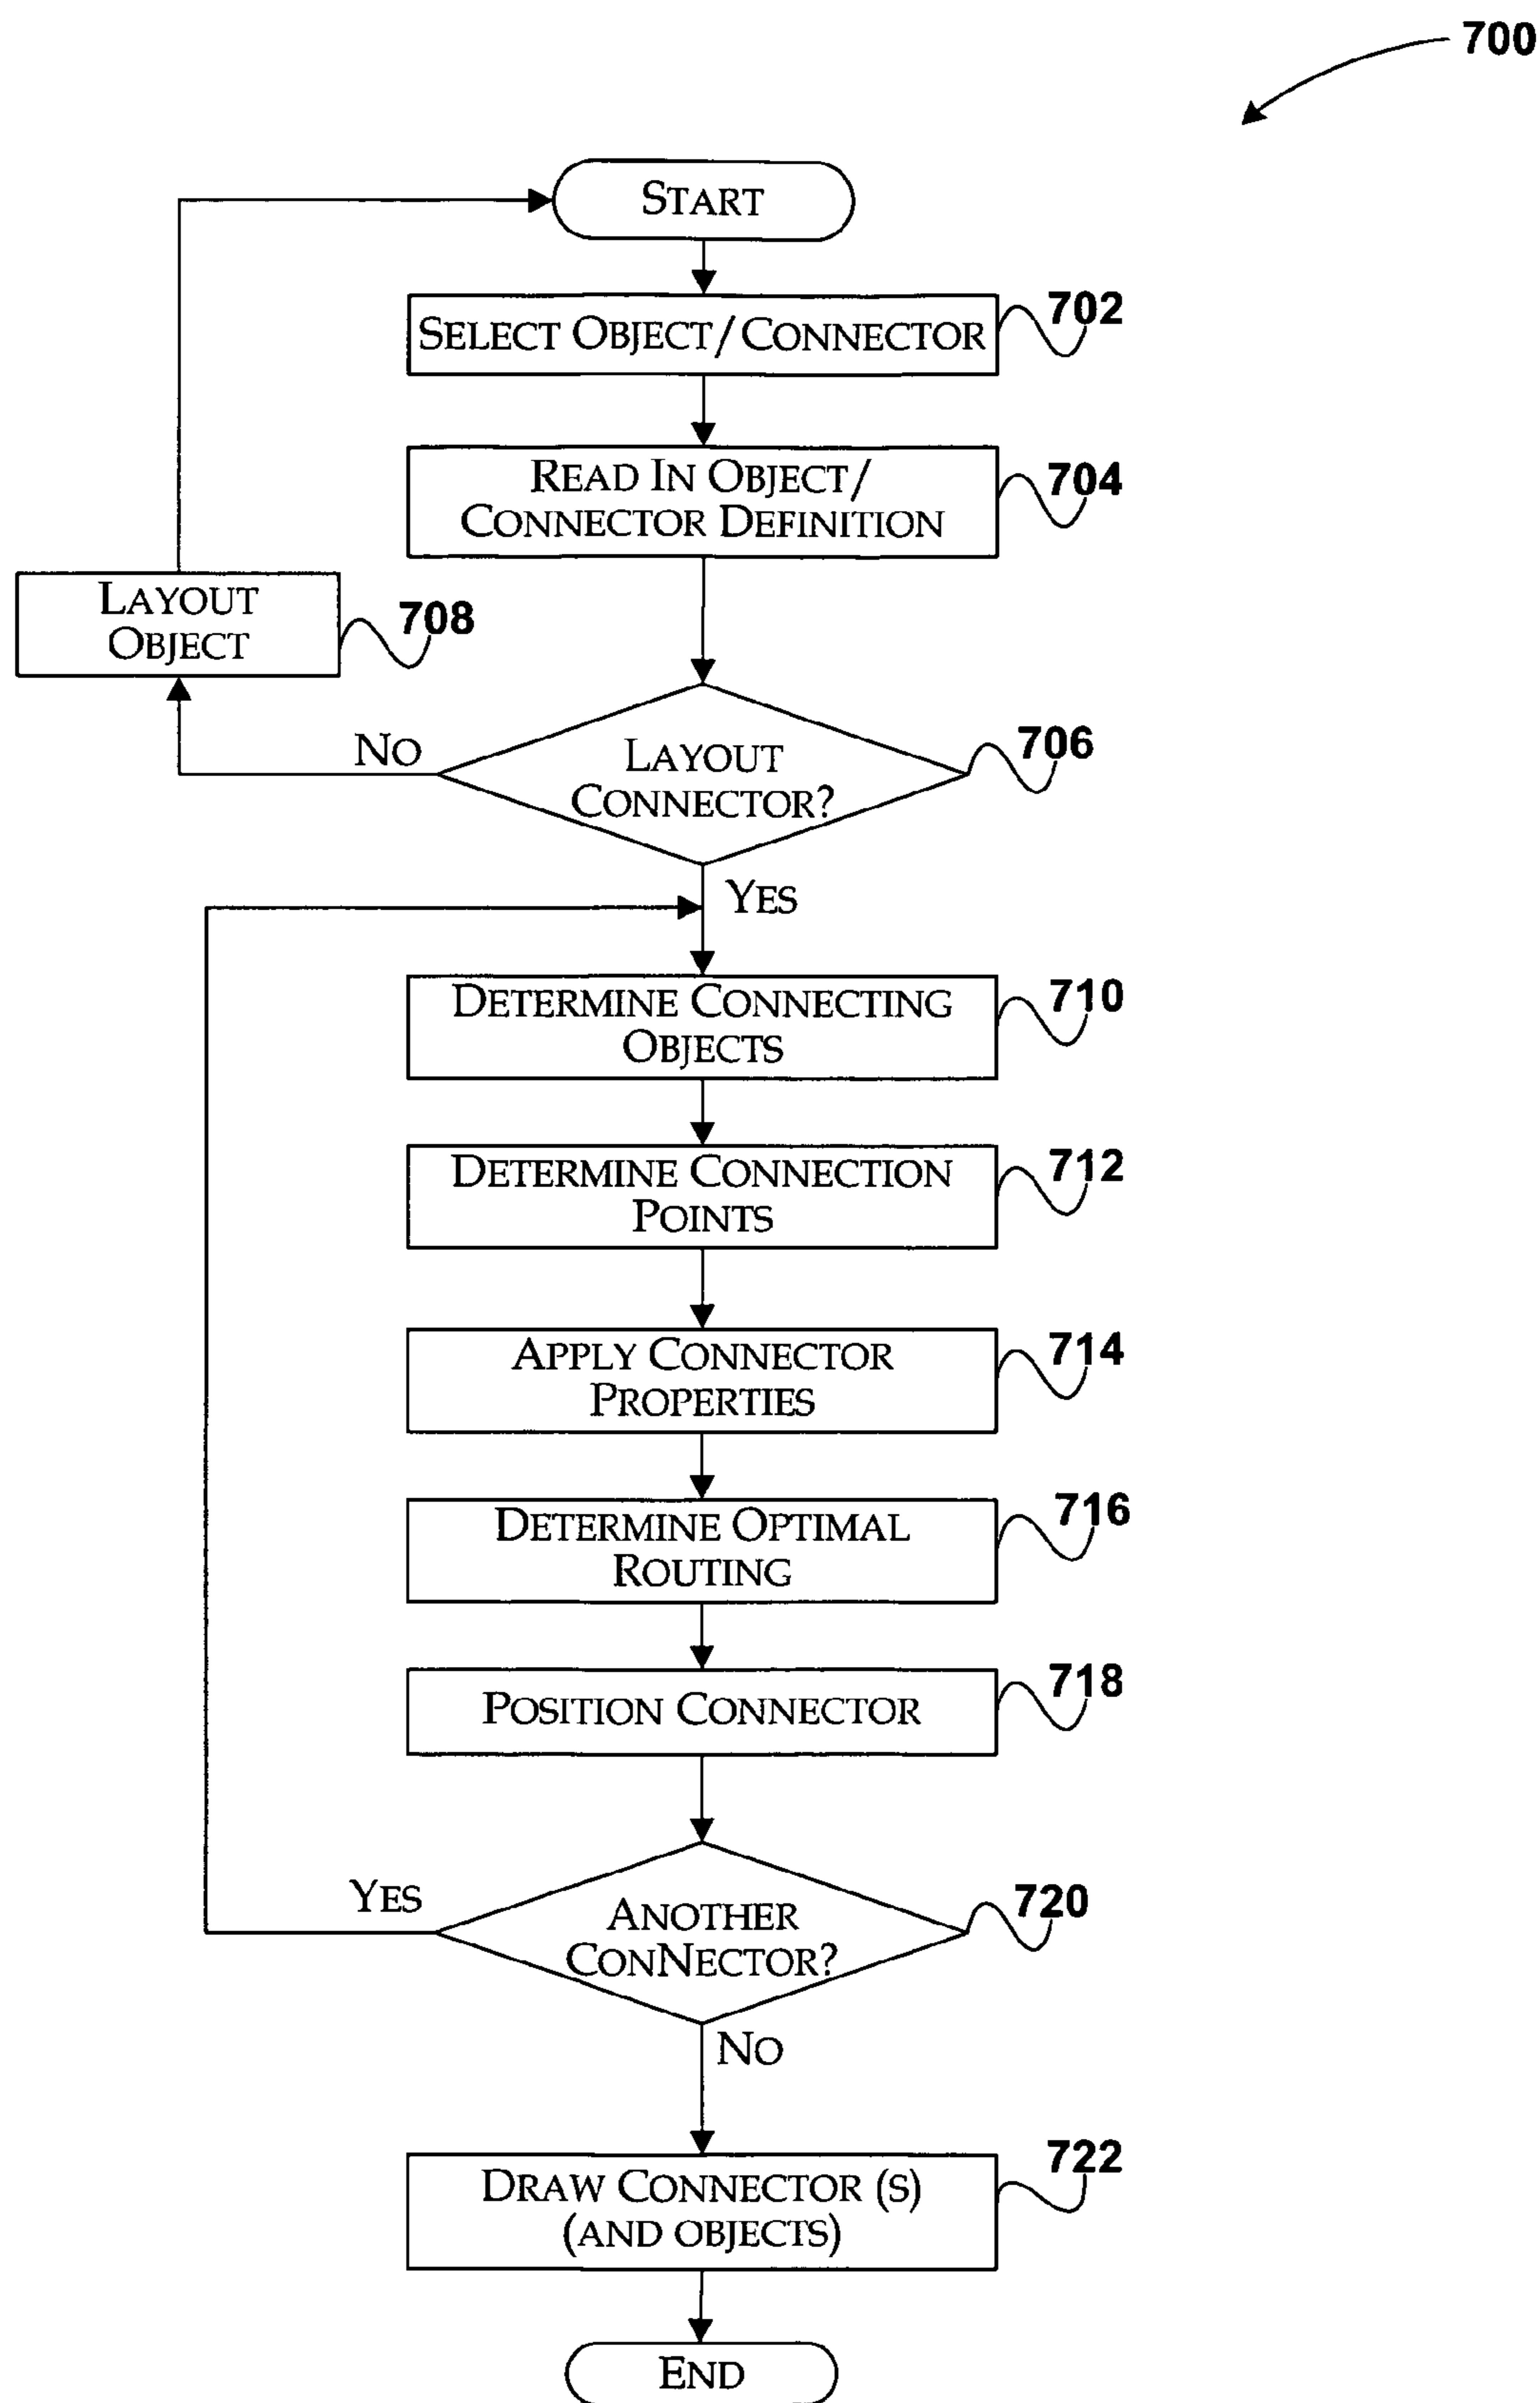 700
START
SELECT OBJECT/CONNECTOR
702
READ IN OBJECT/
CONNECTOR DEFINITION
704
LAYOUT
OBJECT
708
NO
LAYOUT
CONNECTOR?
706
YES
DETERMINE CONNECTING
OBJECTS
710
DETERMINE CONNECTION
POINTS
712
APPLY CONNECTOR
PROPERTIES
714
DETERMINE OPTIMAL
ROUTING
716
POSITION CONNECTOR
718
YES
ANOTHER
CONNECTOR?
720
NO
DRAW CONNECTOR (S)
(AND OBJECTS)
722
END